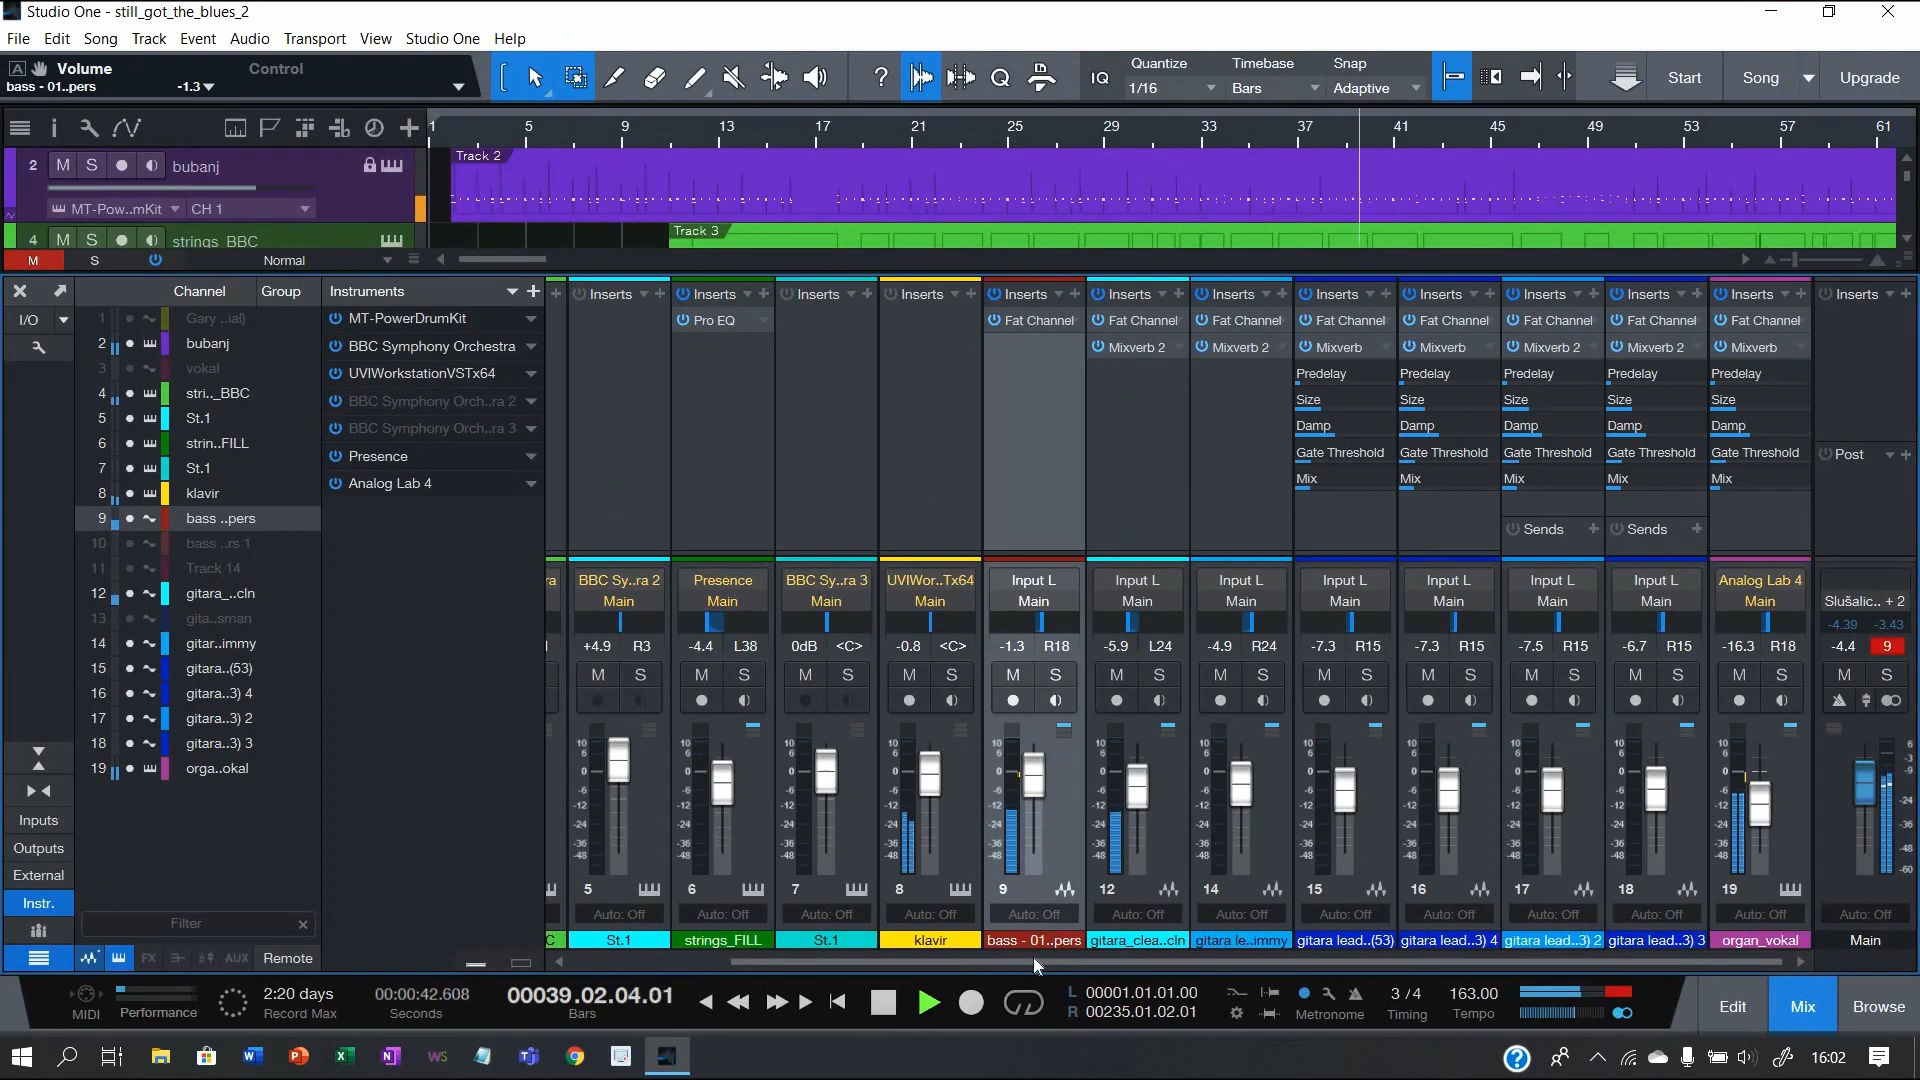 Studio One - still_got_the_blues_2
File Edit Song Track Event Audio Transport View Studio One Help
A Volume Control
bass - 01..pers -1.3
? IQ Quantize Timebase Snap Start Song Upgrade
1/16 Bars Adaptive
1 5 9 13 17 21 25 29 33 37 41 45 49 53 57 61
2 M S bubanj
Track 2
MT-Pow..mKit CH 1
Track 3
4 M S strings_BBC
M S Normal
Channel Group Instruments
I/O
1 Gary ..ial)
2 bubanj
3 vokal
4 stri.._BBC
5 St.1
6 strin..FILL
7 St.1
8 klavir
9 bass ..pers
10 bass ..rs 1
11 Track 14
12 gitara_..cln
13 gita..sman
14 gitar..immy
15 gitara..(53)
16 gitara..3) 4
17 gitara..3) 2
18 gitara..3) 3
19 orga..okal
MT-PowerDrumKit
BBC Symphony Orchestra
UVIWorkstationVSTx64
BBC Symphony Orch..ra 2
BBC Symphony Orch..ra 3
Presence
Analog Lab 4
Inserts Inserts Inserts Inserts Inserts Inserts Inserts Inserts Inserts Inserts Inserts Inserts Inserts
Pro EQ Fat Channel Fat Channel Fat Channel Fat Channel Fat Channel Fat Channel Fat Channel Fat Channel
Mixverb 2 Mixverb 2 Mixverb Mixverb Mixverb 2 Mixverb 2 Mixverb
Predelay Predelay Predelay Predelay Predelay
Size Size Size Size Size
Damp Damp Damp Damp Damp
Gate Threshold Gate Threshold Gate Threshold Gate Threshold Gate Threshold Post
Mix Mix Mix Mix Mix
Sends Sends
ra BBC Sy..ra 2 Presence BBC Sy..ra 3 UVIWor..Tx64 Input L Input L Input L Input L Input L Input L Input L Analog Lab 4
Main Main Main Main Main Main Main Main Main Main Main Main Slušalic.. + 2
-4.39 -3.43
+4.9 R3 -4.4 L38 0dB <C> -0.8 <C> -1.3 R18 -5.9 L24 -4.9 R24 -7.3 R15 -7.3 R15 -7.5 R15 -6.7 R15 -16.3 R18 -4.4 9
M S M S M S M S M S M S M S M S M S M S M S M S M S
5 6 7 8 9 12 14 15 16 17 18 19
Auto: Off Auto: Off Auto: Off Auto: Off Auto: Off Auto: Off Auto: Off Auto: Off Auto: Off Auto: Off Auto: Off Auto: Off Auto: Off
C St.1 strings_FILL St.1 klavir bass - 01..pers gitara_clea..cln gitara le..immy gitara lead..(53) gitara lead..3) 4 gitara lead..3) 2 gitara lead..3) 3 organ_vokal Main
Inputs
Outputs
External
Instr.
Filter
FX AUX Remote
MIDI Performance 2:20 days Record Max 00:00:42.608 Seconds 00039.02.04.01 Bars
L 00001.01.01.00
R 00235.01.02.01
Metronome 3 / 4 Timing 163.00 Tempo Edit Mix Browse
16:02